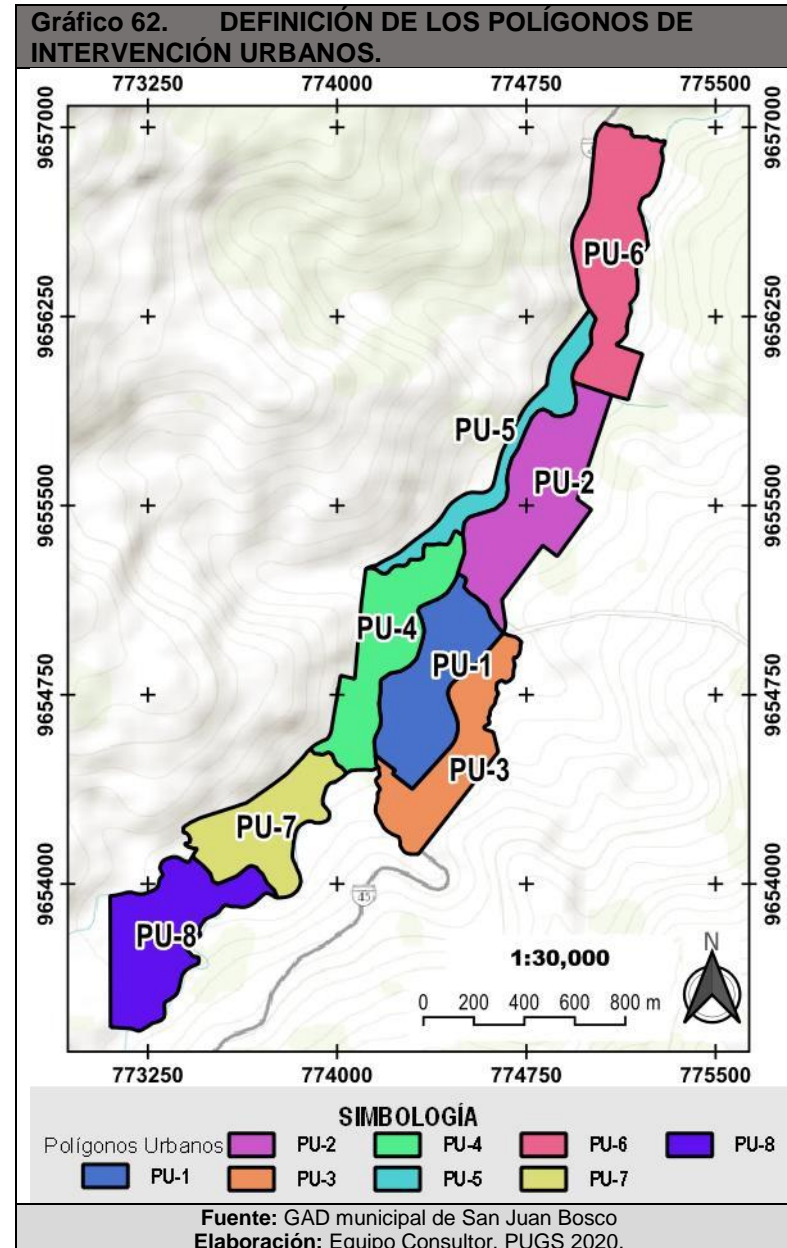 Gráfico 62. DEFINICIÓN DE LOS POLÍGONOS DE
INTERVENCIÓN URBANOS.
773250 774000 774750 775500
9657000 9657000
PU-6
9656250 9656250
PU-5
PU-2
9655500 9655500
PU-4
PU-1
9654750 9654750
PU-3
PU-7
9654000 9654000
45
PU-8
1:30,000
N
0 200 400 600 800 m
773250 774000 774750 775500
SIMBOLOGÍA
Polígonos Urbanos PU-2 PU-4 PU-6 PU-8
PU-1 PU-3 PU-5 PU-7
Fuente: GAD municipal de San Juan Bosco
Elaboración: Equipo Consultor, PUGS 2020.